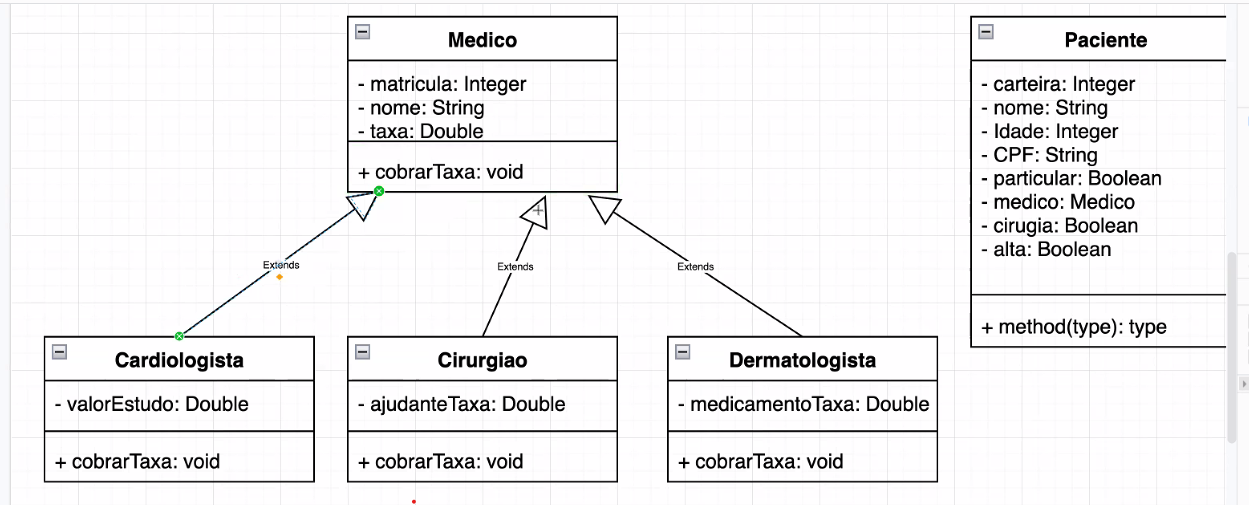 Medico
- matricula: Integer
- nome: String
- taxa: Double
+ cobrarTaxa: void
Paciente
- carteira: Integer
- nome: String
- Idade: Integer
- CPF: String
- particular: Boolean
- medico: Medico
- cirugia: Boolean
- alta: Boolean
+ method(type): type
Extends
Extends
Extends
Cardiologista
- valorEstudo: Double
+ cobrarTaxa: void
Cirurgiao
- ajudanteTaxa: Double
+ cobrarTaxa: void
Dermatologista
- medicamentoTaxa: Double
+ cobrarTaxa: void